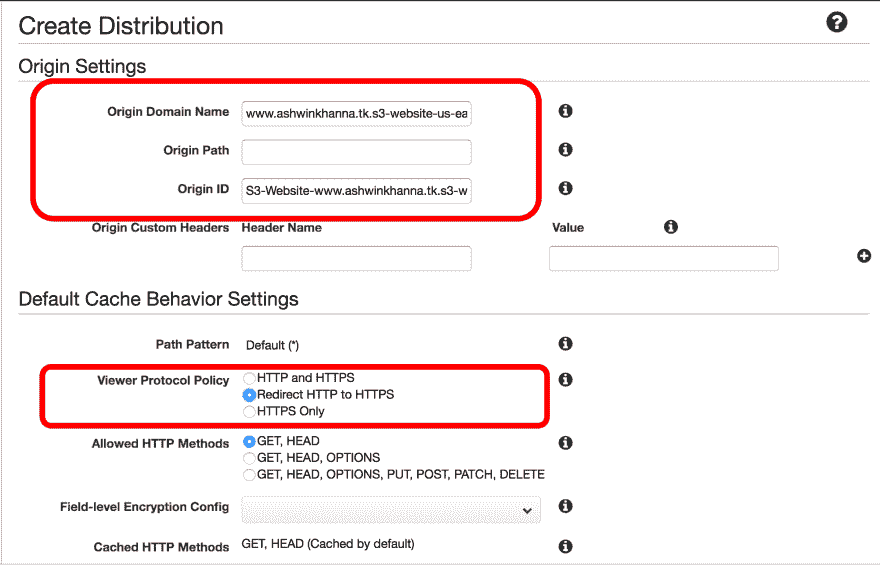 Create Distribution
Origin Settings
Origin Domain Name www.ashwinkhanna.tk.s3-website-us-ea
Origin Path
Origin ID S3-Website-www.ashwinkhanna.tk.s3-w
Origin Custom Headers Header Name Value
Default Cache Behavior Settings
Path Pattern Default (*)
Viewer Protocol Policy HTTP and HTTPS
Redirect HTTP to HTTPS
HTTPS Only
Allowed HTTP Methods GET, HEAD
GET, HEAD, OPTIONS
GET, HEAD, OPTIONS, PUT, POST, PATCH, DELETE
Field-level Encryption Config
Cached HTTP Methods GET, HEAD (Cached by default)